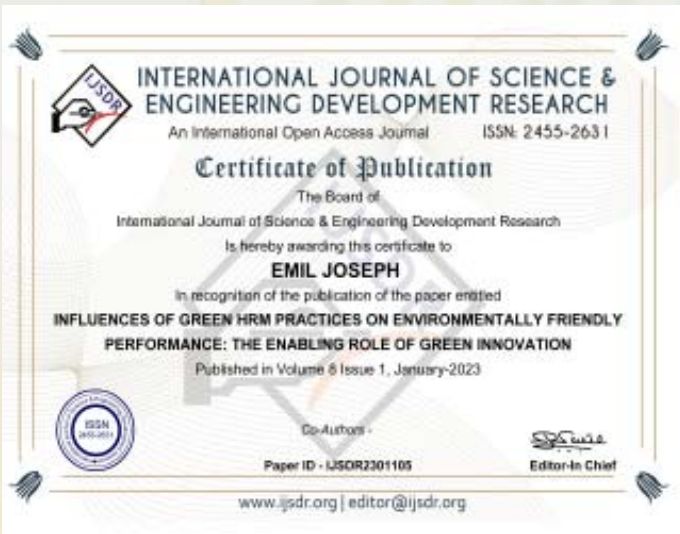 IJSDR
INTERNATIONAL JOURNAL OF SCIENCE &
ENGINEERING DEVELOPMENT RESEARCH
An International Open Access Journal ISSN: 2455-2631
Certificate of Publication
The Board of
International Journal of Science & Engineering Development Research
Is hereby awarding this certificate to
EMIL JOSEPH
In recognition of the publication of the paper entitled
INFLUENCES OF GREEN HRM PRACTICES ON ENVIRONMENTALLY FRIENDLY
PERFORMANCE: THE ENABLING ROLE OF GREEN INNOVATION
Published in Volume 8 Issue 1, January-2023
ISSN
2455-2631
Co-Authors -
Paper ID - IJSDR2301105 Editor-In Chief
www.ijsdr.org | editor@ijsdr.org